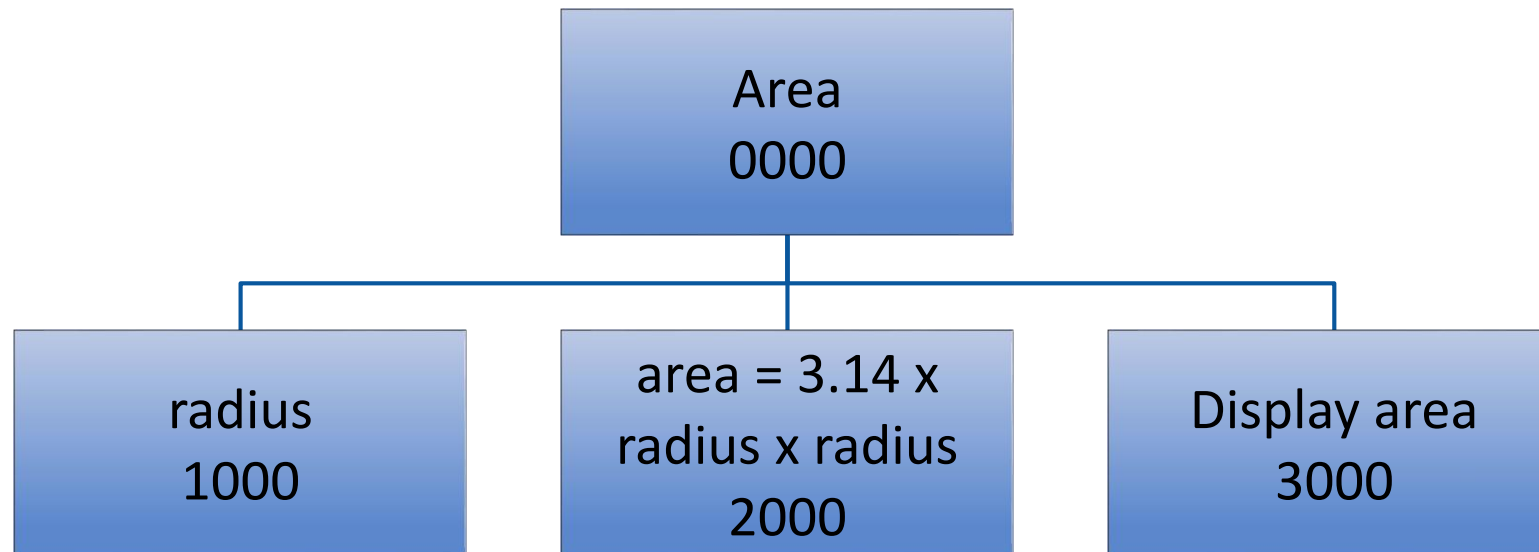 Area
0000
radius
1000
area = 3.14 x
radius x radius
2000
Display area
3000